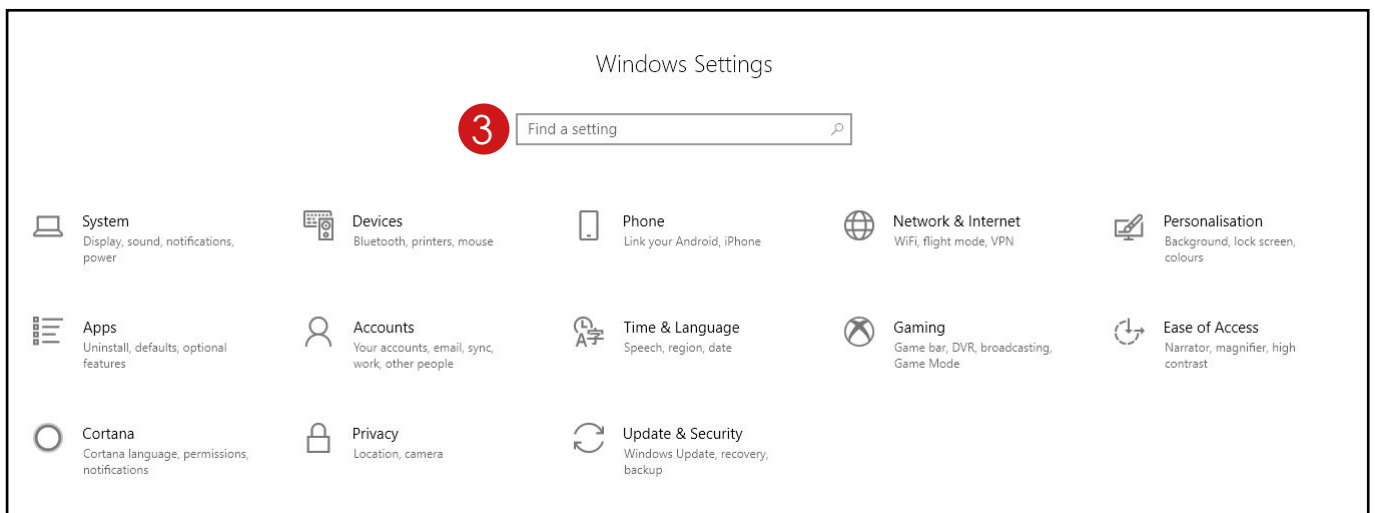 Windows Settings
3
Find a setting
System
Display, sound, notifications,
power
Devices
Bluetooth, printers, mouse
Phone
Link your Android, iPhone
Network & Internet
WiFi, flight mode, VPN
Personalisation
Background, lock screen,
colours
Apps
Uninstall, defaults, optional
features
Accounts
Your accounts, email, sync,
work, other people
Time & Language
Speech, region, date
Gaming
Game bar, DVR, broadcasting,
Game Mode
Ease of Access
Narrator, magnifier, high
contrast
Cortana
Cortana language, permissions,
notifications
Privacy
Location, camera
Update & Security
Windows Update, recovery,
backup